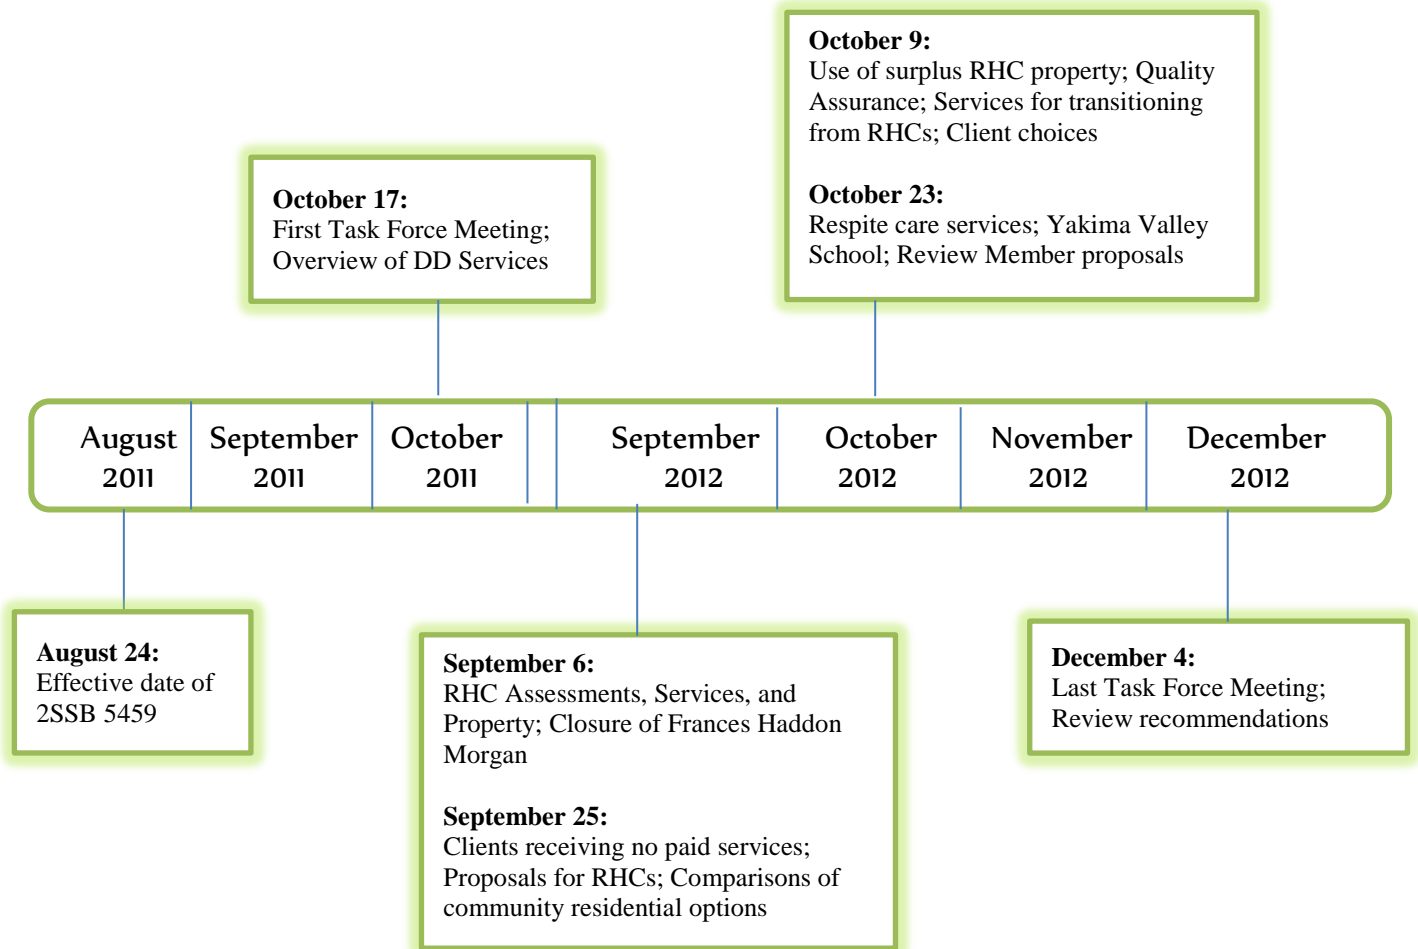 October 9:
Use of surplus RHC property; Quality
Assurance; Services for transitioning
from RHCs; Client choices
October 23:
Respite care services; Yakima Valley
School; Review Member proposals
October 17:
First Task Force Meeting;
Overview of DD Services
August
2011
September
2011
October
2011
September
2012
October
2012
November
2012
December
2012
August 24:
Effective date of
2SSB 5459
September 6:
RHC Assessments, Services, and
Property; Closure of Frances Haddon
Morgan
September 25:
Clients receiving no paid services;
Proposals for RHCs; Comparisons of
community residential options
December 4:
Last Task Force Meeting;
Review recommendations